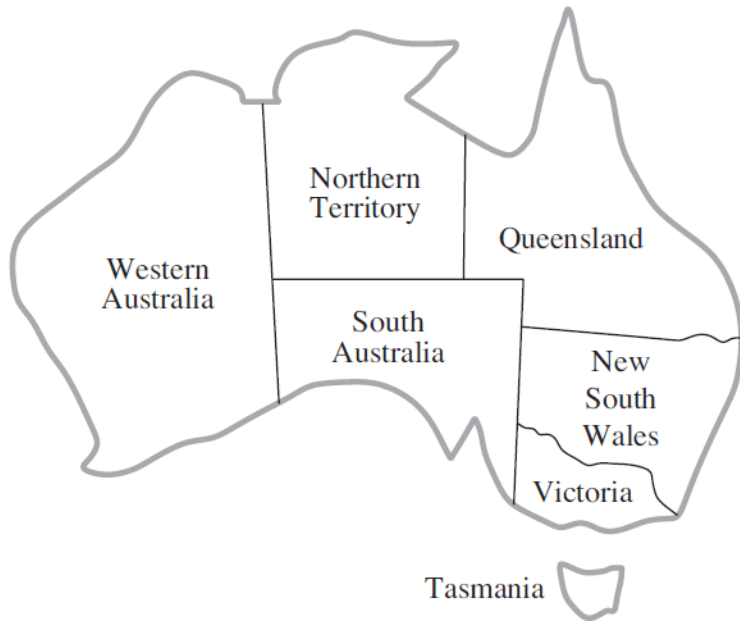 Northern
Territory
Queensland
Western
Australia
South
Australia
New
South
Wales
Victoria
Tasmania